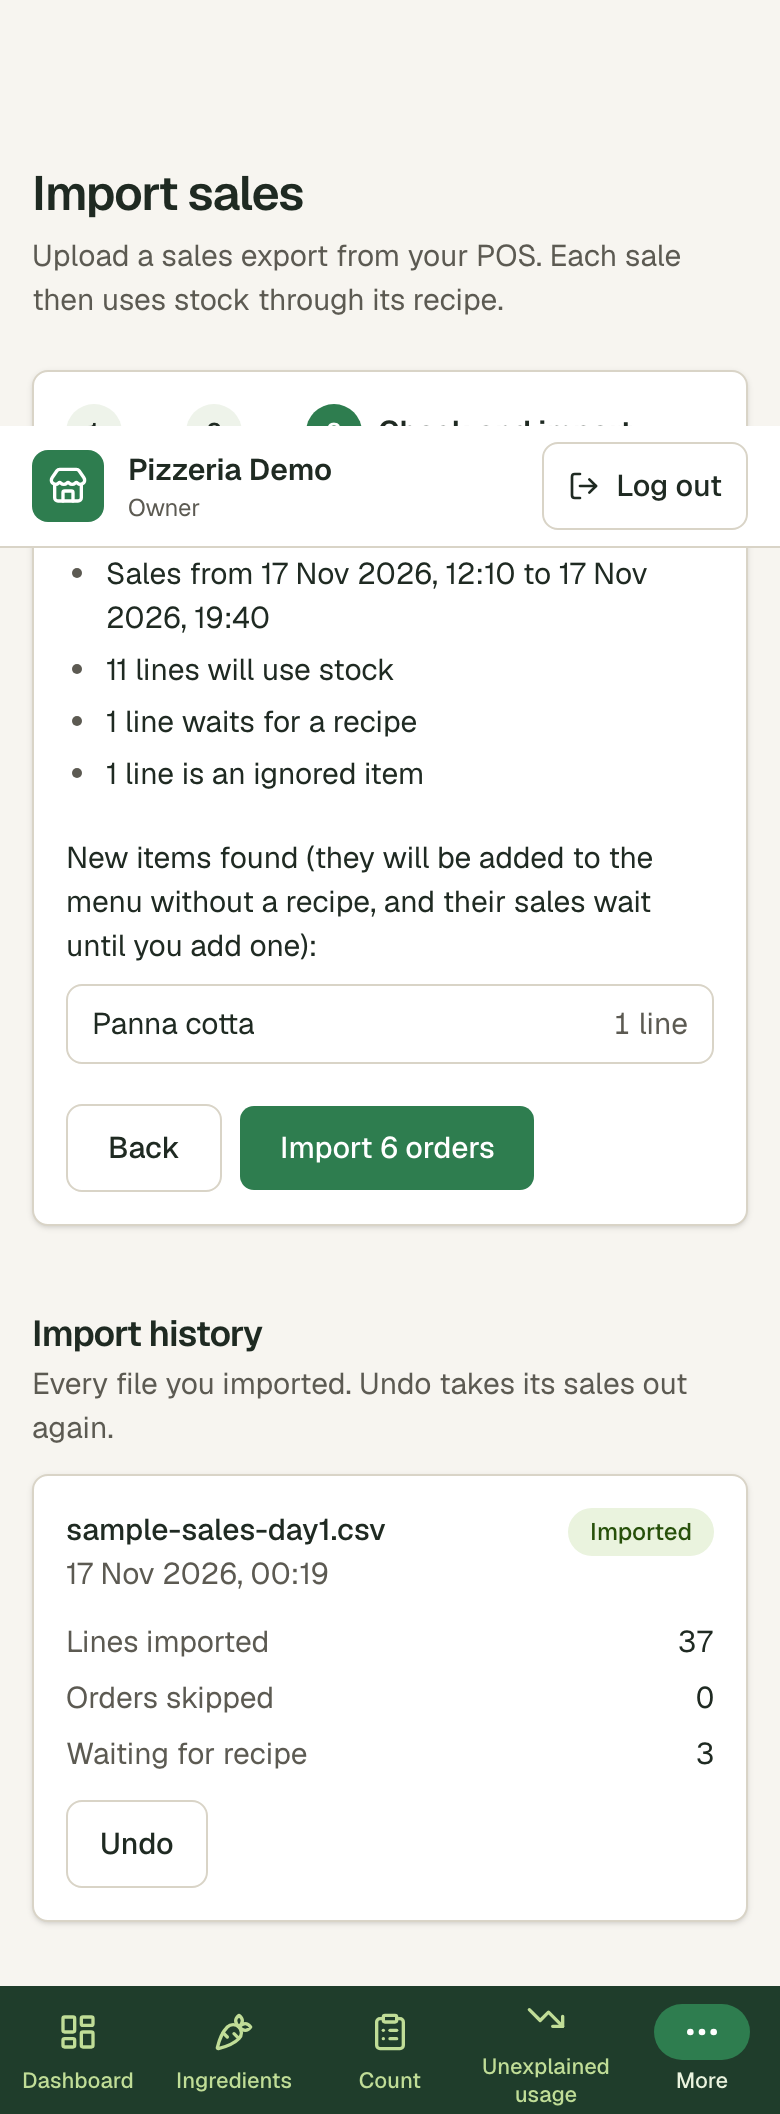 Import sales
Upload a sales export from your POS. Each sale
then uses stock through its recipe.
Pizzeria Demo
Owner
Log out
Sales from 17 Nov 2026, 12:10 to 17 Nov
2026, 19:40
11 lines will use stock
1 line waits for a recipe
1 line is an ignored item
New items found (they will be added to the
menu without a recipe, and their sales wait
until you add one):
Panna cotta 1 line
Back Import 6 orders
Import history
Every file you imported. Undo takes its sales out
again.
sample-sales-day1.csv Imported
17 Nov 2026, 00:19
Lines imported 37
Orders skipped 0
Waiting for recipe 3
Undo
Dashboard Ingredients Count Unexplained
usage More